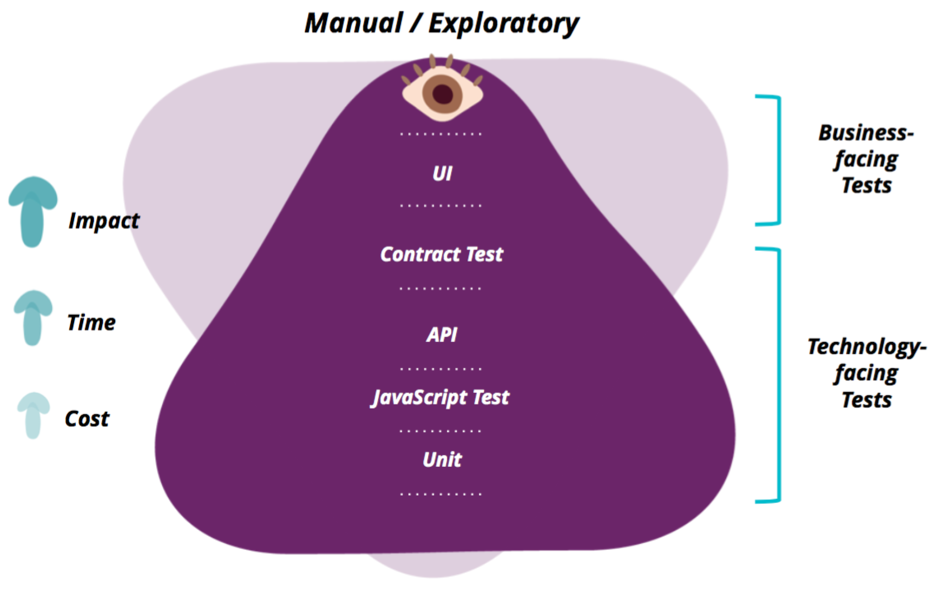 Manual / Exploratory
UI
Contract Test
API
JavaScript Test
Unit
Impact
Time
Cost
Business-
facing
Tests
Technology-
facing
Tests